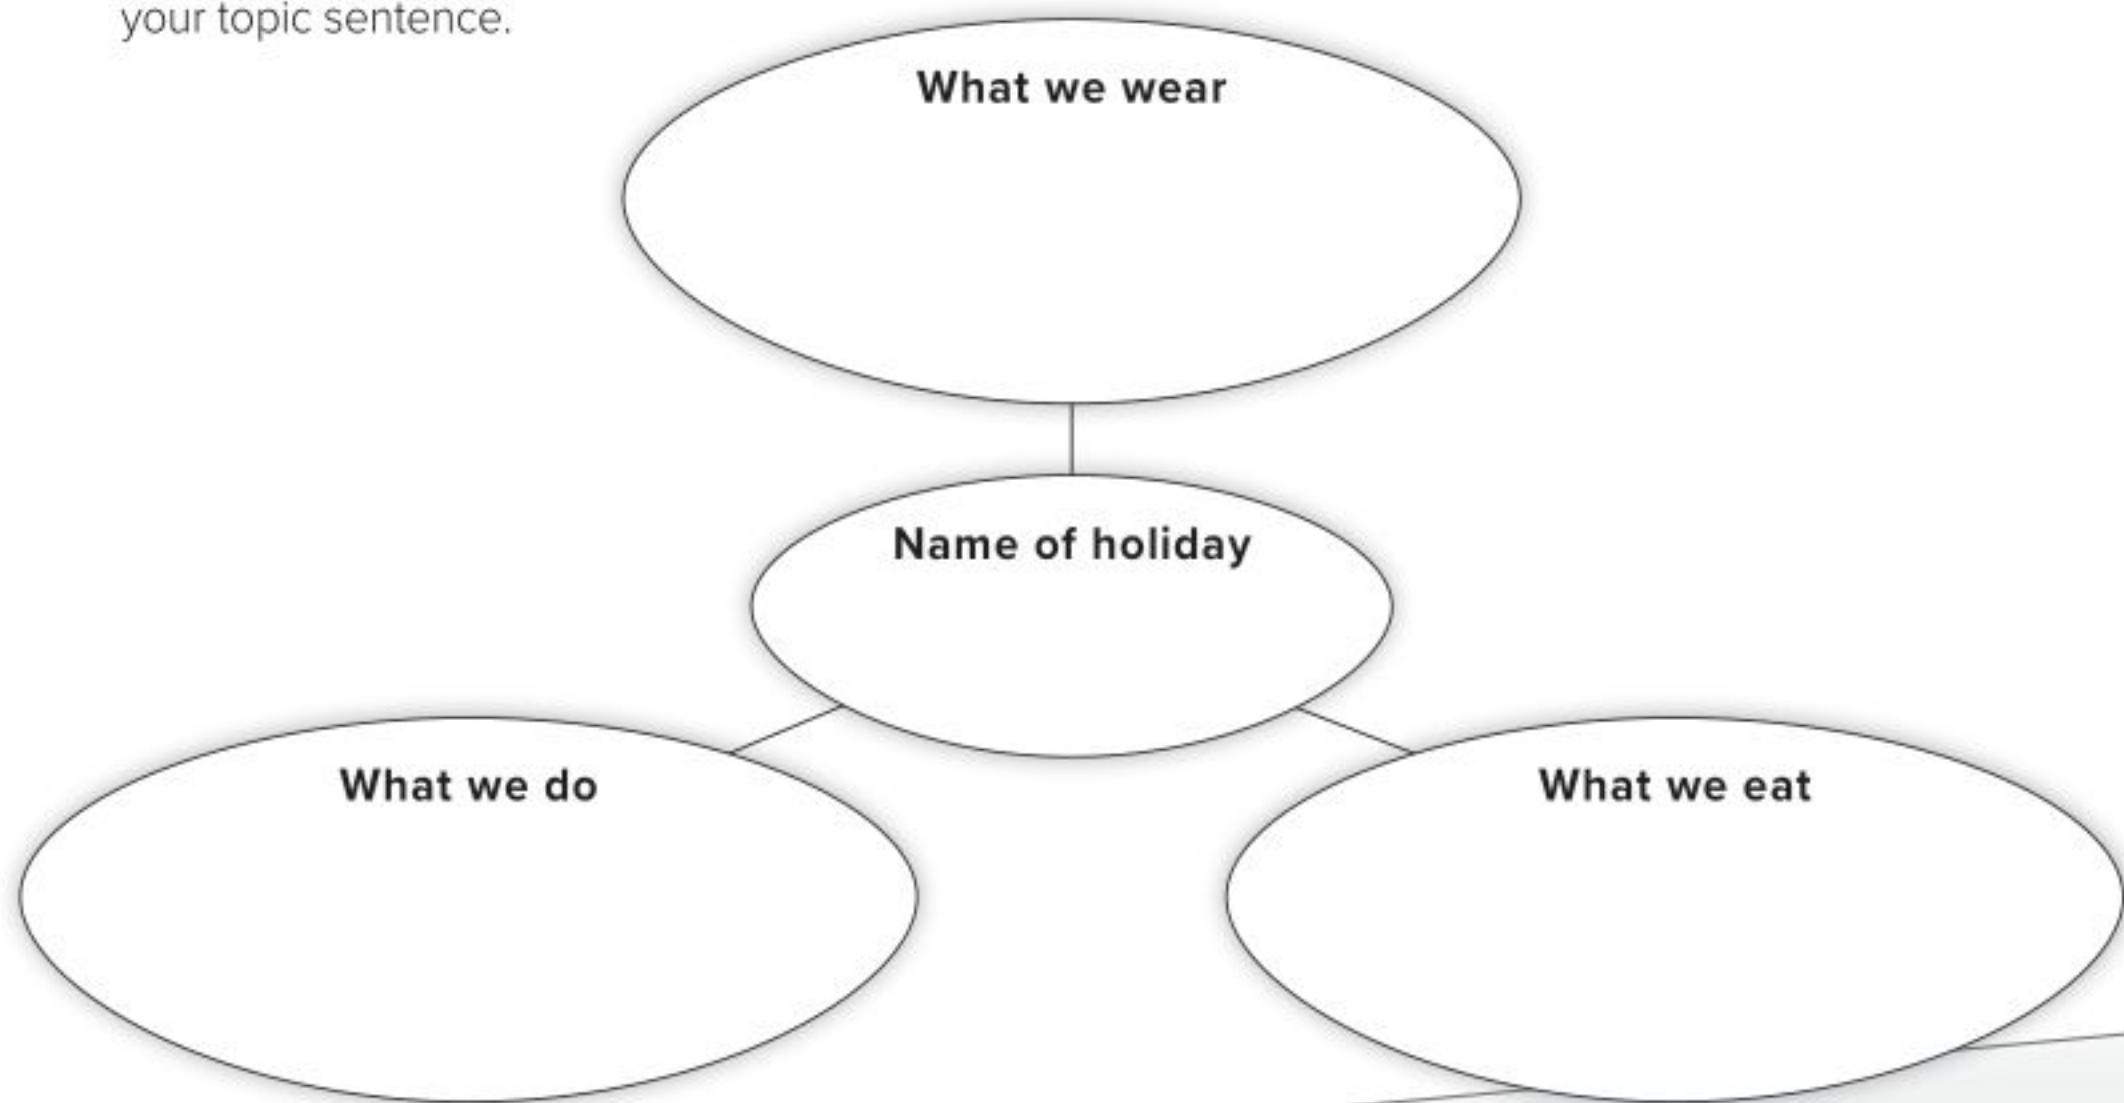 your topic sentence.
What we wear
Name of holiday
What we do
What we eat